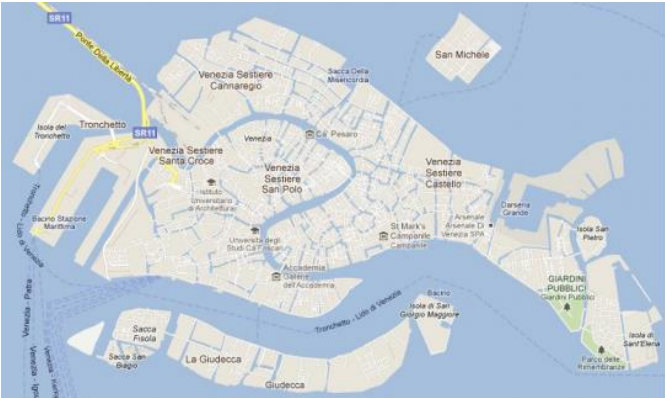 SR11
Ponte Della Libertà
San Michele
Venezia Sestiere
Cannaregio
Sacca Della
Misericordia
Isola del
Tronchetto
Tronchetto
SR11
Venezia
Ca' Pesaro
Venezia Sestiere
Santa Croce
Venezia
Sestiere
San Polo
Venezia
Sestiere
Castello
Istituto
Universitario
di Architettura
Darsena
Grande
Bacino Stazione
Marittima
Università degli
Studi Ca' Foscari
St Mark's
Campanile
Campanile
Arsenale
Arsenale Di
Venezia SPA
Isola San
Pietro
Tronchetto - Lido di Venezia
Accademia
Gallerie
dell'Accademia
GIARDINI
PUBBLICI
Giardini Pubblici
Venezia - Patra
Tronchetto - Lido di Venezia
Bacino
Isola di San
Giorgio Maggiore
Sacca
Fisola
Isola di
Sant'Elena
Sacca San
Biagio
La Giudecca
Giudecca
Parco delle
Rimembranze